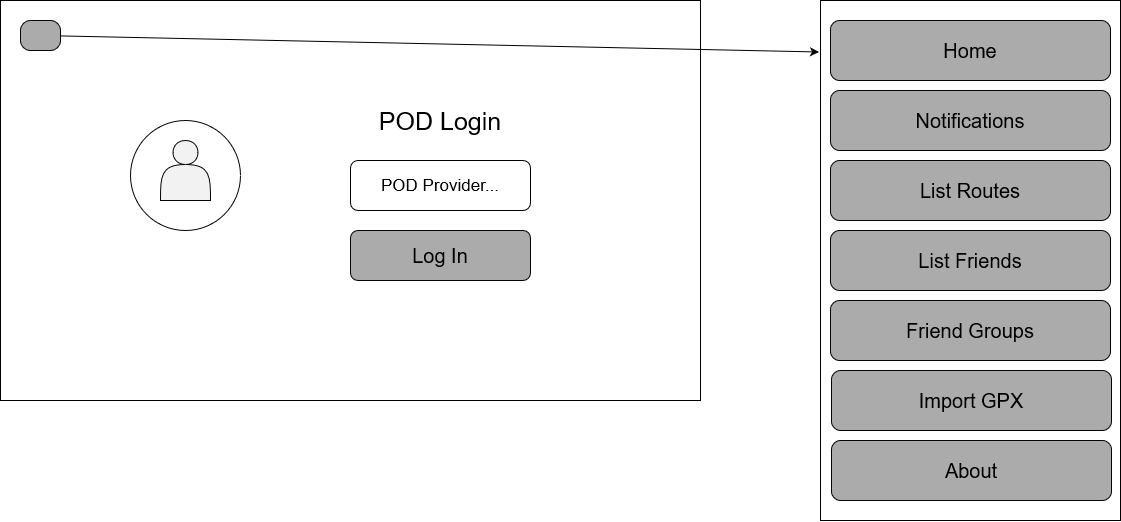 POD Login
POD Provider...
Log In
Home
Notifications
List Routes
List Friends
Friend Groups
Import GPX
About